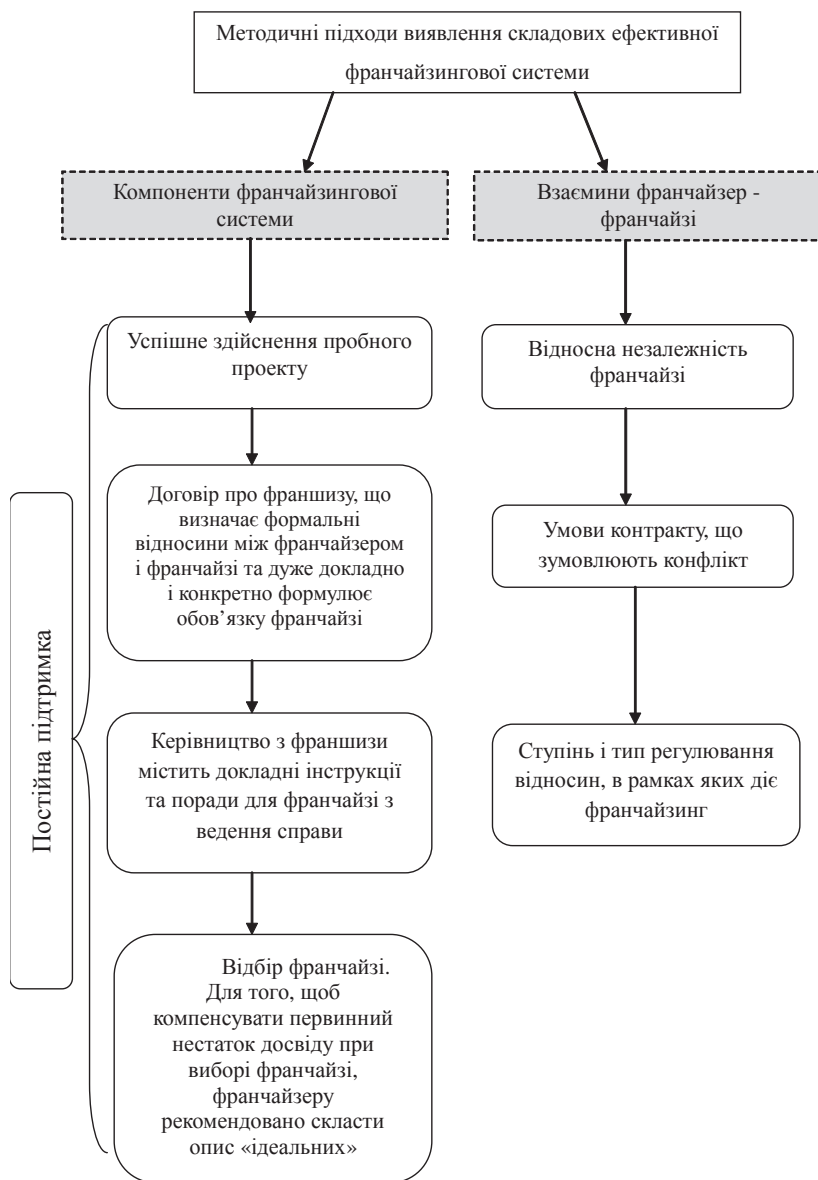 Методичні підходи виявлення складових ефективної
франчайзингової системи
Компоненти франчайзингової
системи
Взаємини франчайзер -
франчайзі
Постійна підтримка
Успішне здійснення пробного
проекту
Договір про франшизу, що
визначає формальні
відносини між франчайзером
і франчайзі та дуже докладно
і конкретно формулює
обов’язку франчайзі
Керівництво з франшизи
містить докладні інструкції
та поради для франчайзі з
ведення справи
Відбір франчайзі.
Для того, щоб
компенсувати первинний
нестаток досвіду при
виборі франчайзі,
франчайзеру
рекомендовано скласти
опис «ідеальних»
Відносна незалежність
франчайзі
Умови контракту, що
зумовлюють конфлікт
Ступінь і тип регулювання
відносин, в рамках яких діє
франчайзинг